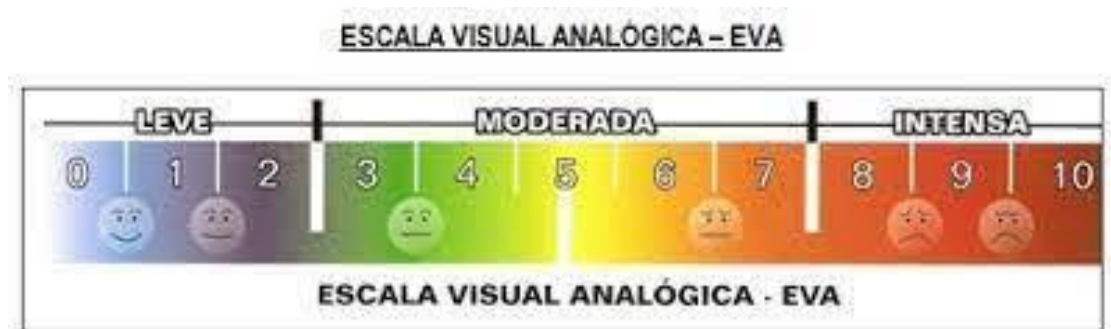 ESCALA VISUAL ANALÓGICA – EVA
LEVE MODERADA INTENSA
0 1 2 3 4 5 6 7 8 9 10
ESCALA VISUAL ANALÓGICA - EVA